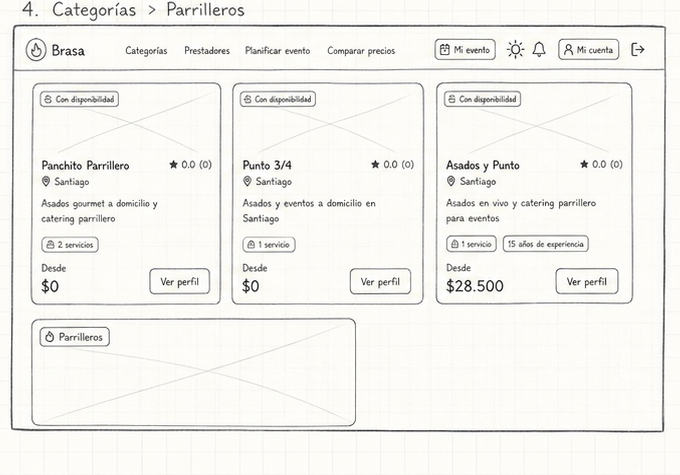 4. Categorías > Parrilleros
Brasa
Categorías
Prestadores
Planificar evento
Comparar precios
Mi evento
Mi cuenta
Con disponibilidad
Panchito Parrillero
★ 0.0 (0)
Santiago
Asados gourmet a domicilio y
catering parrillero
2 servicios
Desde
$0
Ver perfil
Con disponibilidad
Punto 3/4
★ 0.0 (0)
Santiago
Asados y eventos a domicilio en
Santiago
1 servicio
Desde
$0
Ver perfil
Con disponibilidad
Asados y Punto
★ 0.0 (0)
Santiago
Asados en vivo y catering parrillero
para eventos
1 servicio
15 años de experiencia
Desde
$28.500
Ver perfil
Parrilleros